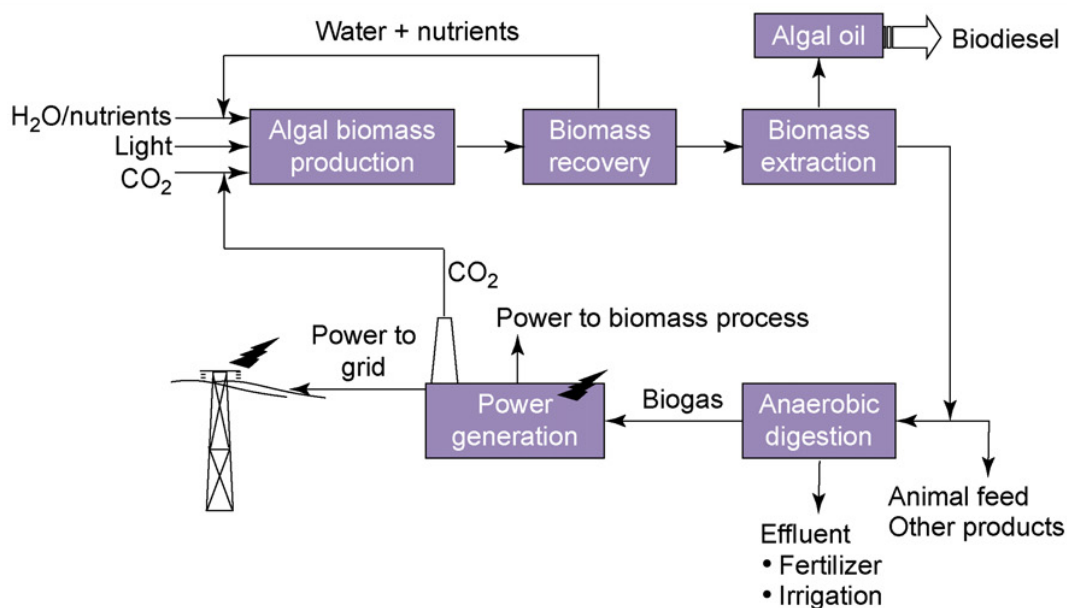 Water + nutrients
Algal oil
Biodiesel
H₂O/nutrients
Light
CO₂
Algal biomass
production
Biomass
recovery
Biomass
extraction
CO₂
Power to
grid
Power to biomass process
Power
generation
Biogas
Anaerobic
digestion
Animal feed
Other products
Effluent
• Fertilizer
• Irrigation